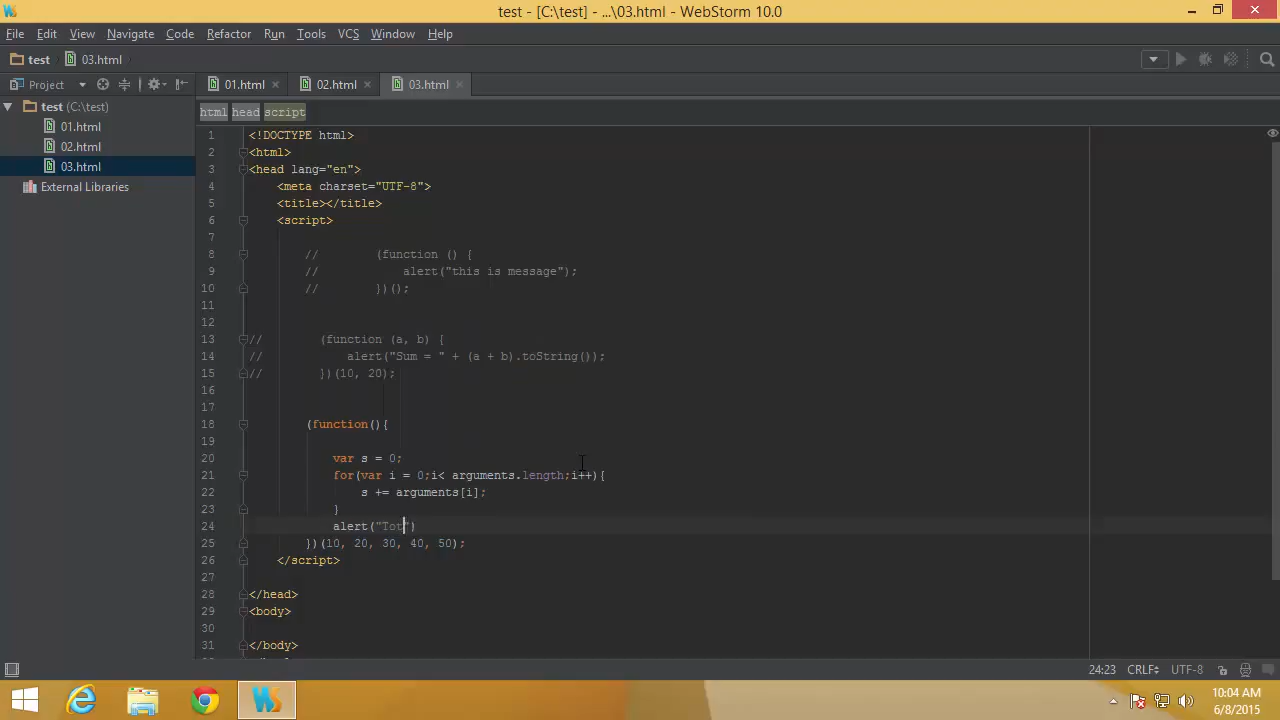 test - [C:\test] - ...\03.html - WebStorm 10.0
File Edit View Navigate Code Refactor Run Tools VCS Window Help
test 03.html
Project 01.html 02.html 03.html
test (C:\test)
01.html
02.html
03.html
External Libraries
html head script
1 <!DOCTYPE html>
2 <html>
3 <head lang="en">
4 <meta charset="UTF-8">
5 <title></title>
6 <script>
7
8 // (function () {
9 // alert("this is message");
10 // })();
11
12
13 // (function (a, b) {
14 // alert("Sum = " + (a + b).toString());
15 // })(10, 20);
16
17
18 (function(){
19
20 var s = 0;
21 for(var i = 0;i< arguments.length;i++){
22 s += arguments[i];
23 }
24 alert("Tot")
25 })(10, 20, 30, 40, 50);
26 </script>
27
28 </head>
29 <body>
30
31 </body>
24:23 CRLF UTF-8
10:04 AM
6/8/2015